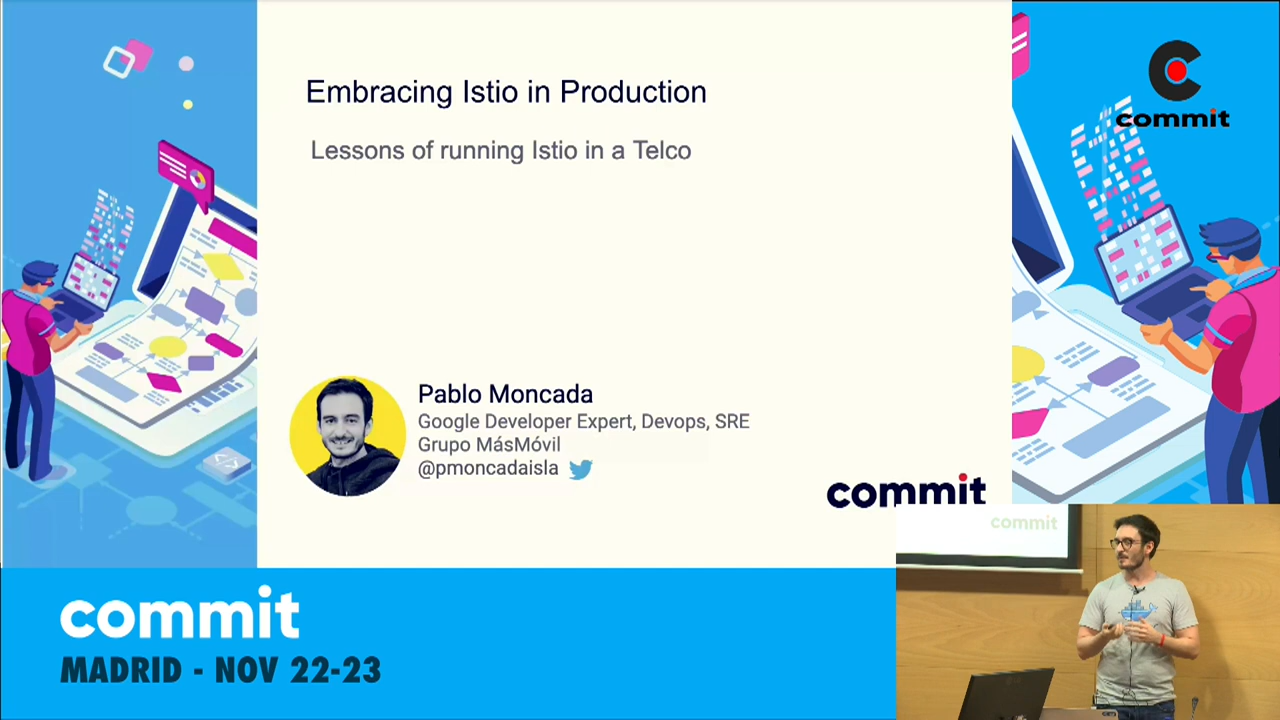 Embracing Istio in Production
Lessons of running Istio in a Telco
Pablo Moncada
Google Developer Expert, Devops, SRE
Grupo MásMóvil
@pmoncadaisla
commit
commit
commit
commit
MADRID - NOV 22-23